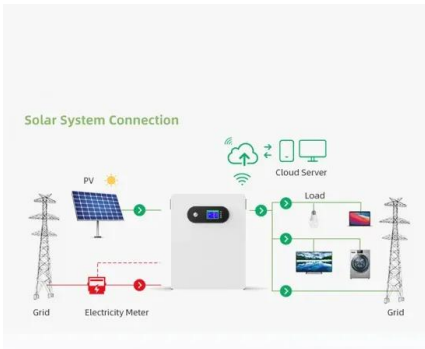 Solar System Connection
Cloud Server
PV
Load
Grid
Electricity Meter
Grid